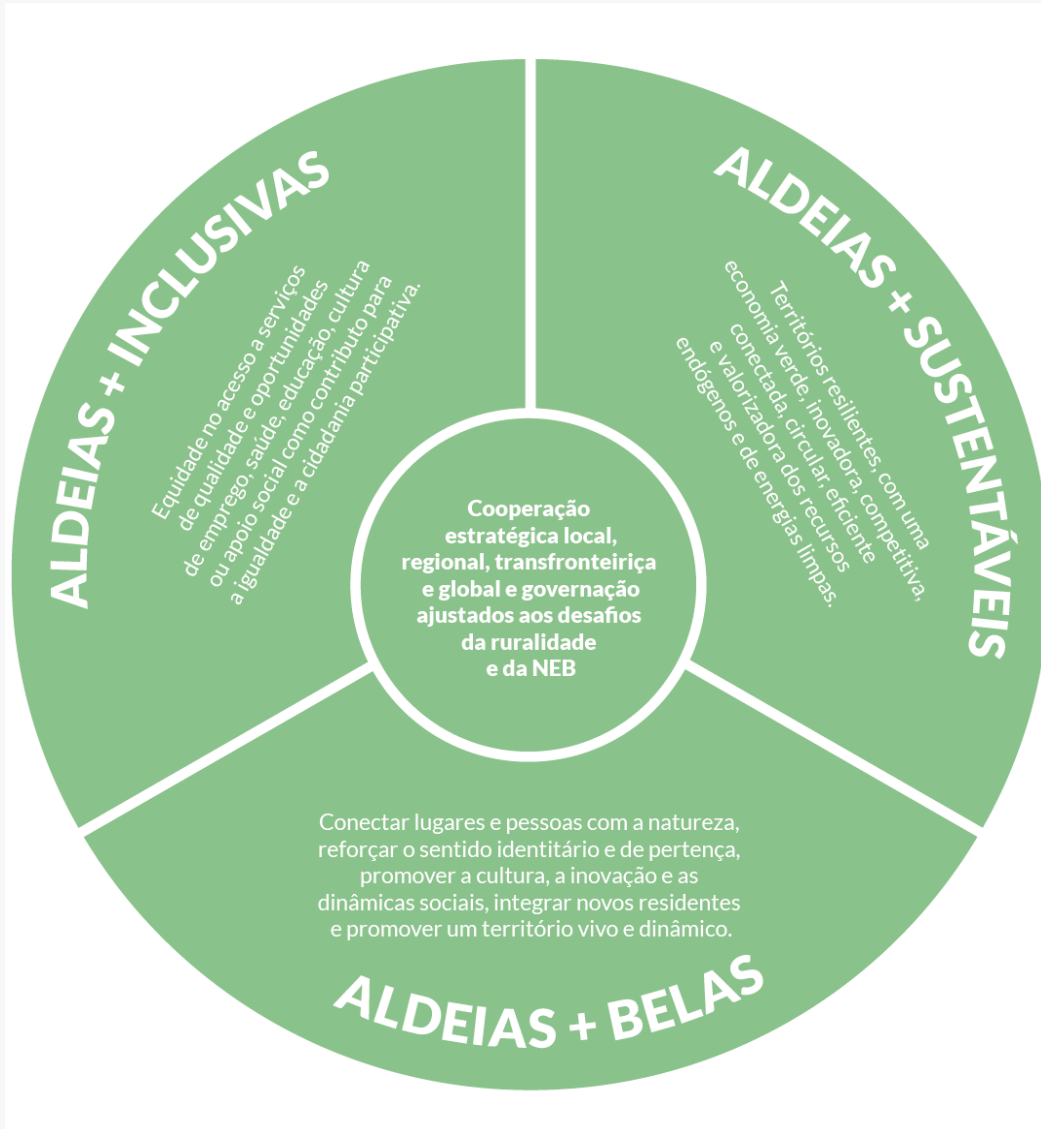 ALDEIAS + INCLUSIVAS
Equidade no acesso a serviços
de qualidade e oportunidades
de emprego, saúde, educação, cultura
ou apoio social como contributo para
a igualdade e a cidadania participativa.
ALDEIAS + SUSTENTÁVEIS
Territórios resilientes, com uma
economia verde, inovadora, competitiva,
conectada, circular, eficiente
e valorizadora dos recursos
endógenos e de energias limpas.
Cooperação
estratégica local,
regional, transfronteiriça
e global e governação
ajustados aos desafios
da ruralidade
e da NEB
Conectar lugares e pessoas com a natureza,
reforçar o sentido identitário e de pertença,
promover a cultura, a inovação e as
dinâmicas sociais, integrar novos residentes
e promover um território vivo e dinâmico.
ALDEIAS + BELAS